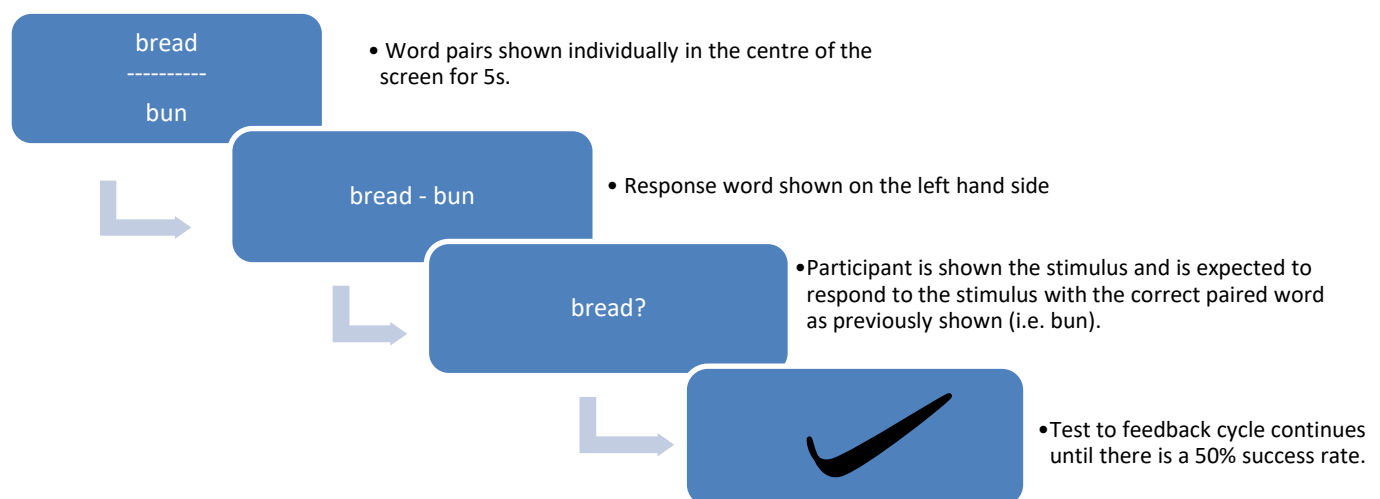 bread
----------
bun
• Word pairs shown individually in the centre of the
screen for 5s.
bread - bun
• Response word shown on the left hand side
bread?
•Participant is shown the stimulus and is expected to
respond to the stimulus with the correct paired word
as previously shown (i.e. bun).
•Test to feedback cycle continues
until there is a 50% success rate.